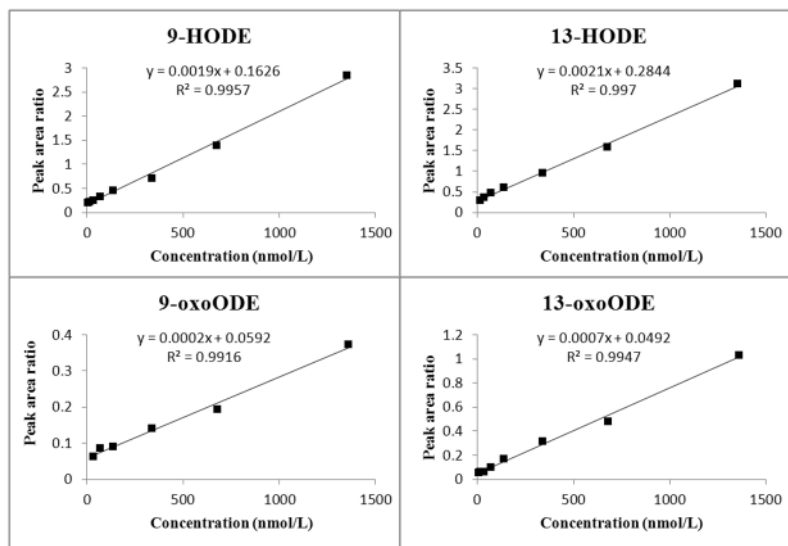 9-HODE
y = 0.0019x + 0.1626
R² = 0.9957
Peak area ratio
3
2.5
2
1.5
1
0.5
0
0 500 1000 1500
Concentration (nmol/L)
13-HODE
y = 0.0021x + 0.2844
R² = 0.997
Peak area ratio
3.5
3
2.5
2
1.5
1
0.5
0
0 500 1000 1500
Concentration (nmol/L)
9-oxoODE
y = 0.0002x + 0.0592
R² = 0.9916
Peak area ratio
0.4
0.3
0.2
0.1
0
0 500 1000 1500
Concentration (nmol/L)
13-oxoODE
y = 0.0007x + 0.0492
R² = 0.9947
Peak area ratio
1.2
1
0.8
0.6
0.4
0.2
0
0 500 1000 1500
Concentration (nmol/L)